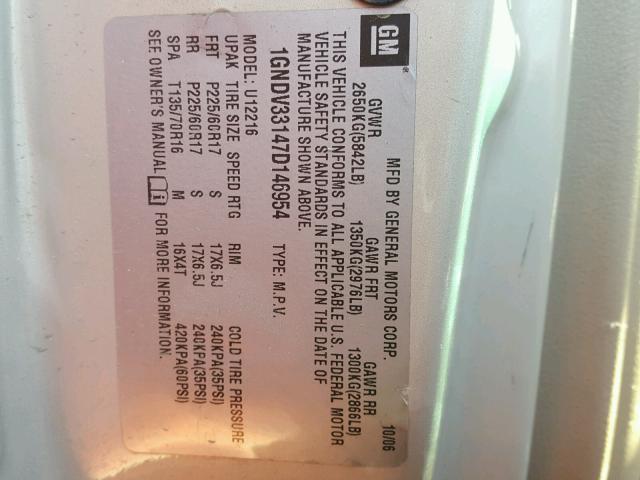 GM
MFD BY GENERAL MOTORS CORP. 10/06
GVWR GAWR FRT GAWR RR
2650KG(5842LB) 1350KG(2976LB) 1300KG(2866LB)
THIS VEHICLE CONFORMS TO ALL APPLICABLE U.S. FEDERAL MOTOR
VEHICLE SAFETY STANDARDS IN EFFECT ON THE DATE OF
MANUFACTURE SHOWN ABOVE.
1GNDV33147D146954 TYPE: M.P.V.
MODEL: U12216
UPAK TIRE SIZE SPEED RTG RIM COLD TIRE PRESSURE
FRT P225/60R17 S 17X6.5J 240KPA(35PSI)
RR P225/60R17 S 17X6.5J 240KPA(35PSI)
SPA T135/70R16 M 16X4T 420KPA(60PSI)
SEE OWNER'S MANUAL i FOR MORE INFORMATION.